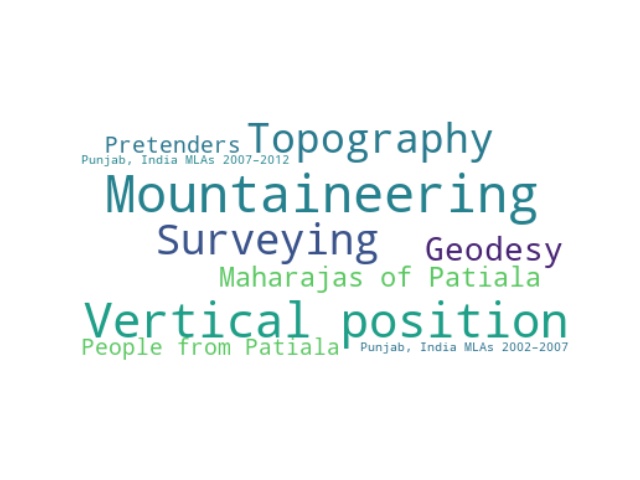 Pretenders Topography
Punjab, India MLAs 2007–2012
Mountaineering
Surveying Geodesy
Maharajas of Patiala
Vertical position
People from Patiala Punjab, India MLAs 2002–2007